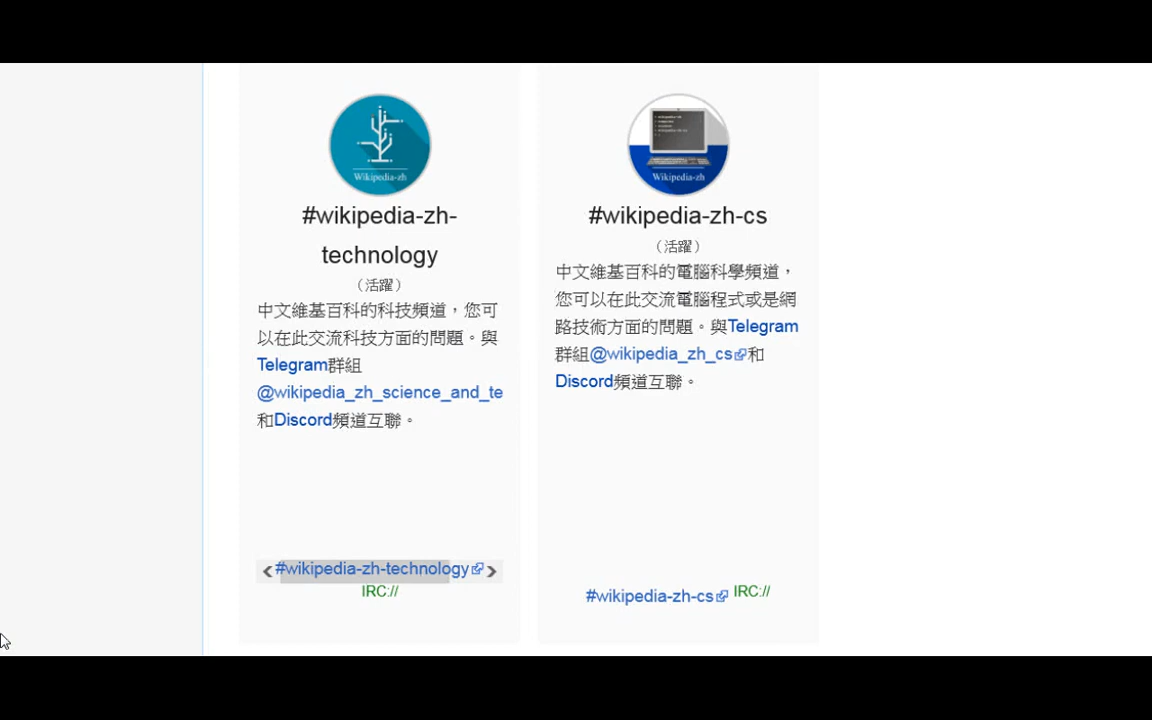 Wikipedia-zh
#wikipedia-zh-
technology
（活躍）
中文維基百科的科技頻道，您可
以在此交流科技方面的問題。與
Telegram群組
@wikipedia_zh_science_and_te
和Discord頻道互聯。
#wikipedia-zh-technology
IRC://
Wikipedia-zh
#wikipedia-zh-cs
（活躍）
中文維基百科的電腦科學頻道，
您可以在此交流電腦程式或是網
路技術方面的問題。與Telegram
群組@wikipedia_zh_cs和
Discord頻道互聯。
#wikipedia-zh-cs IRC://